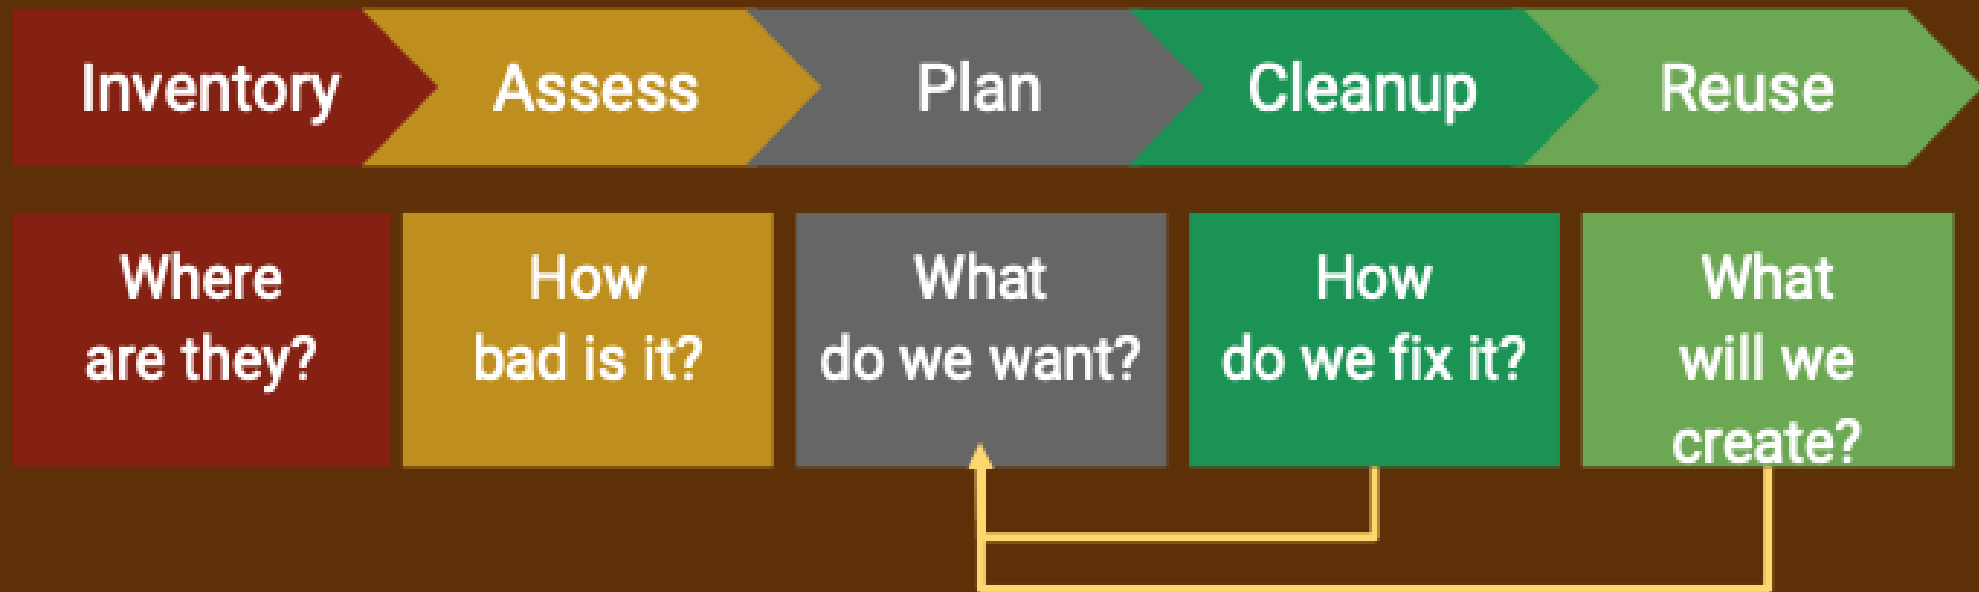 Inventory
Assess
Plan
Cleanup
Reuse
Where
are they?
How
bad is it?
What
do we want?
How
do we fix it?
What
will we
create?